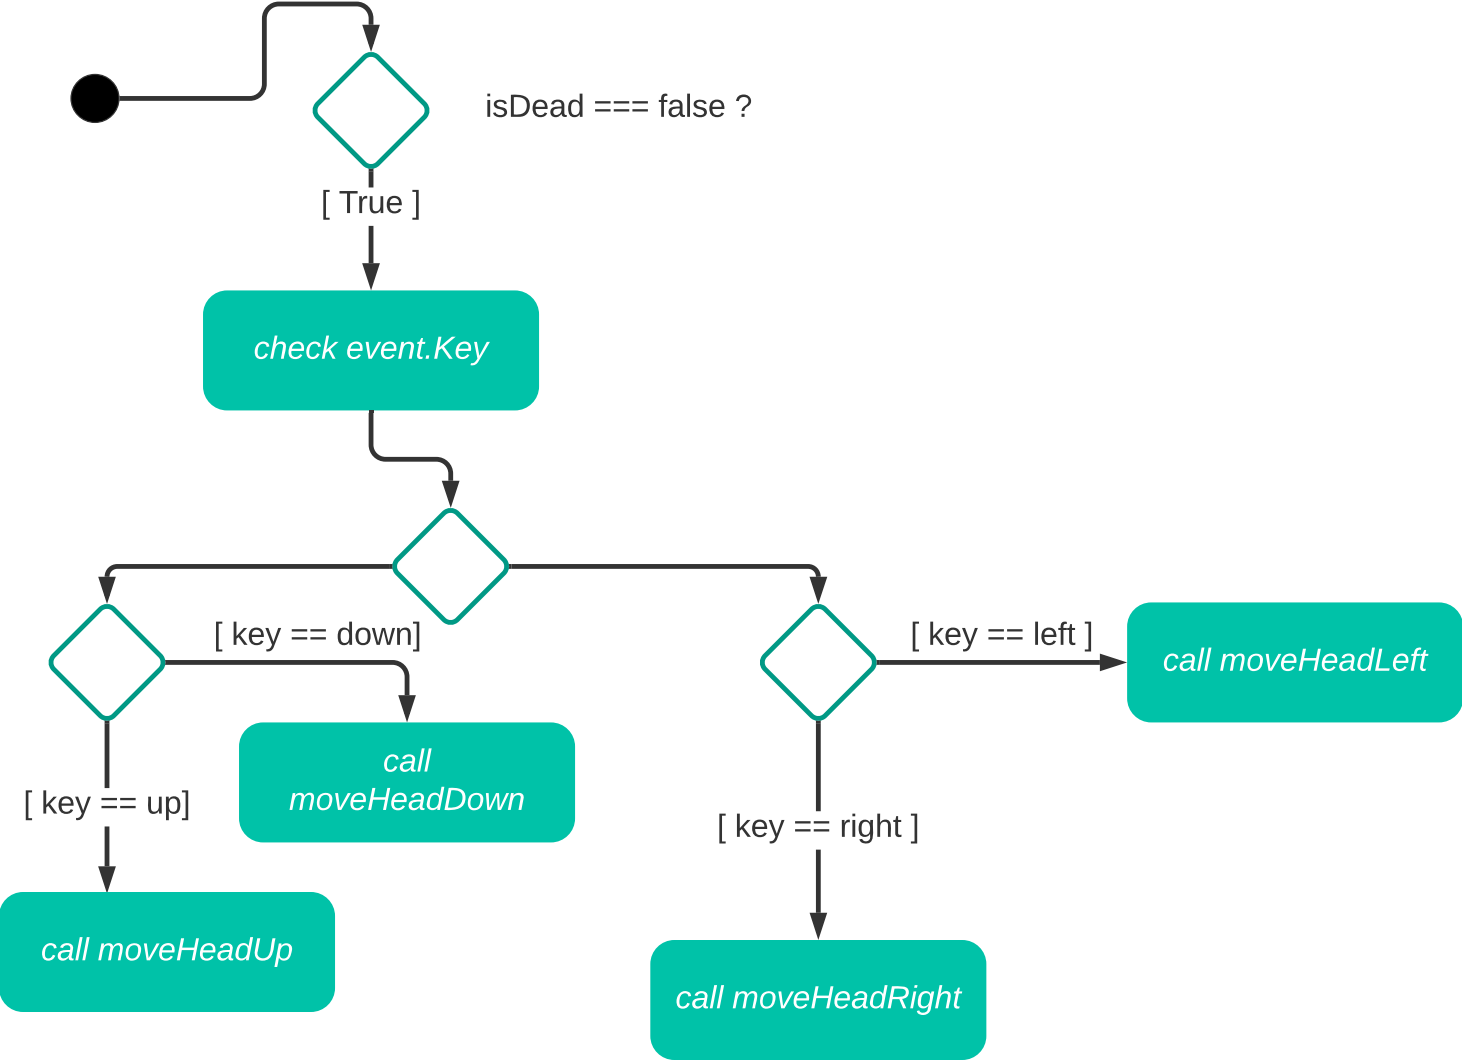 isDead === false ?
[ True ]
check event.Key
[ key == down]
[ key == left ]
call moveHeadLeft
call
moveHeadDown
[ key == up]
[ key == right ]
call moveHeadUp
call moveHeadRight